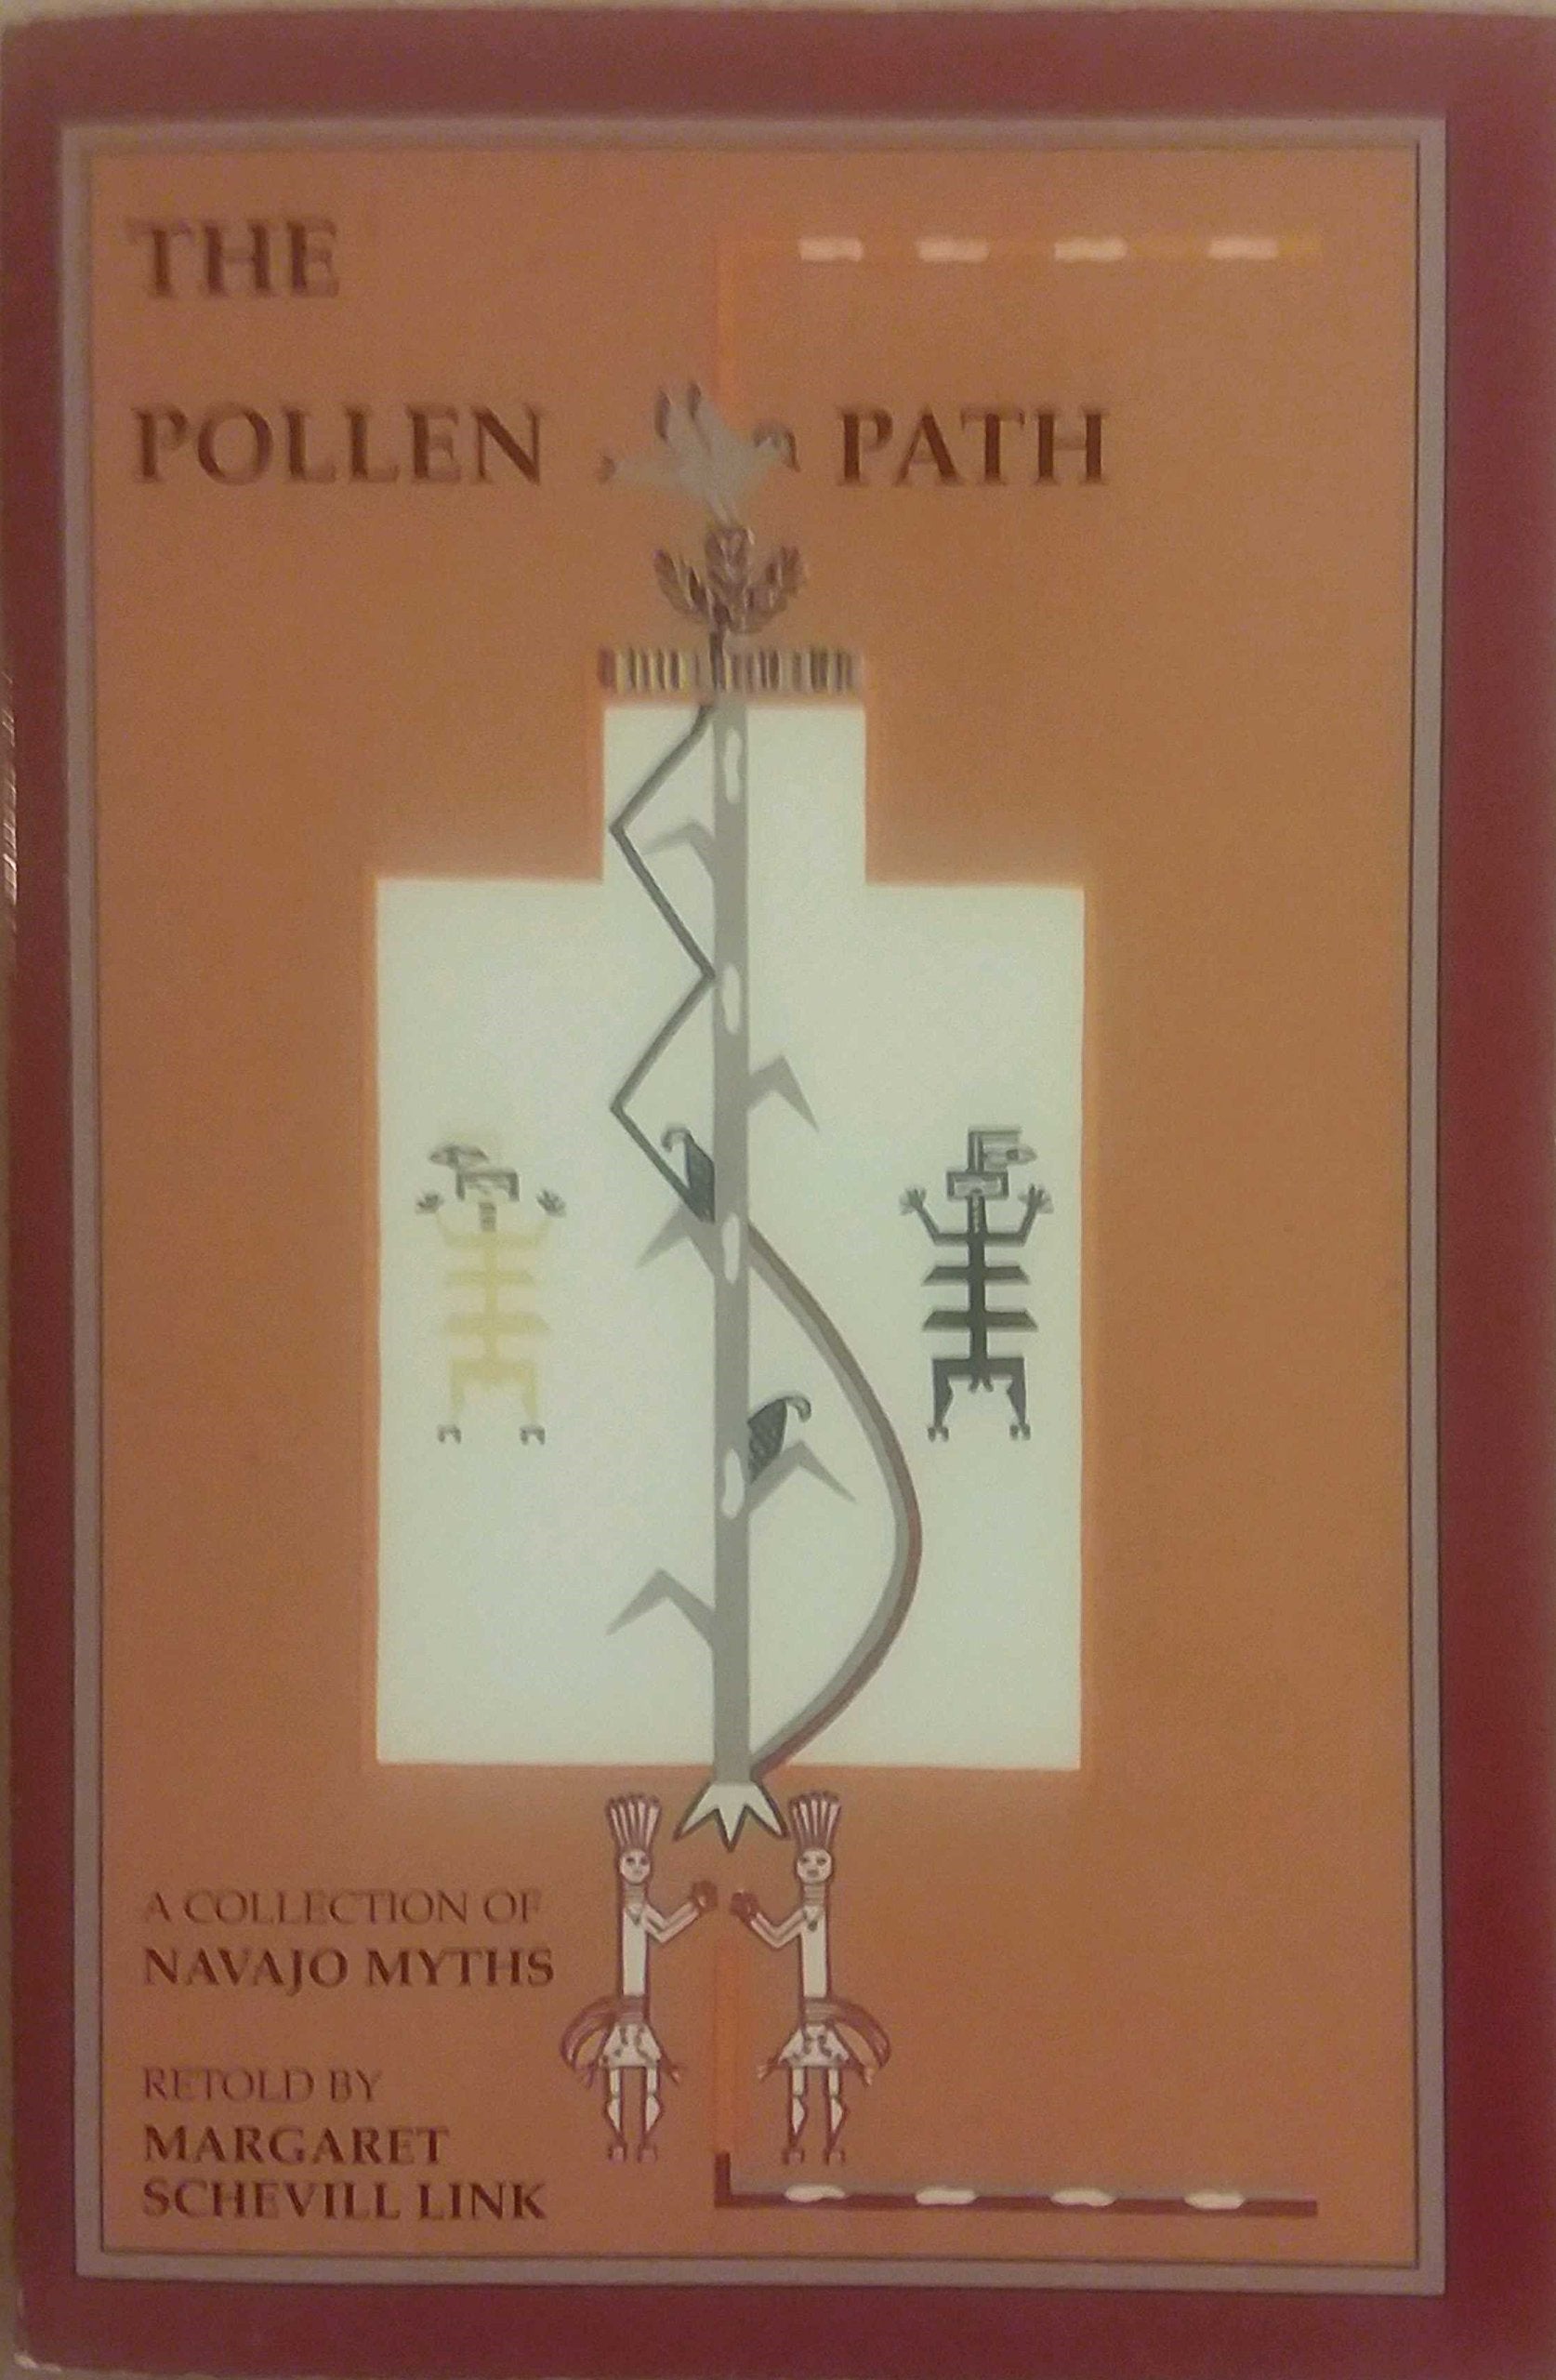 THE
POLLEN PATH
A COLLECTION OF
NAVAJO MYTHS
RETOLD BY
MARGARET
SCHEVILL LINK